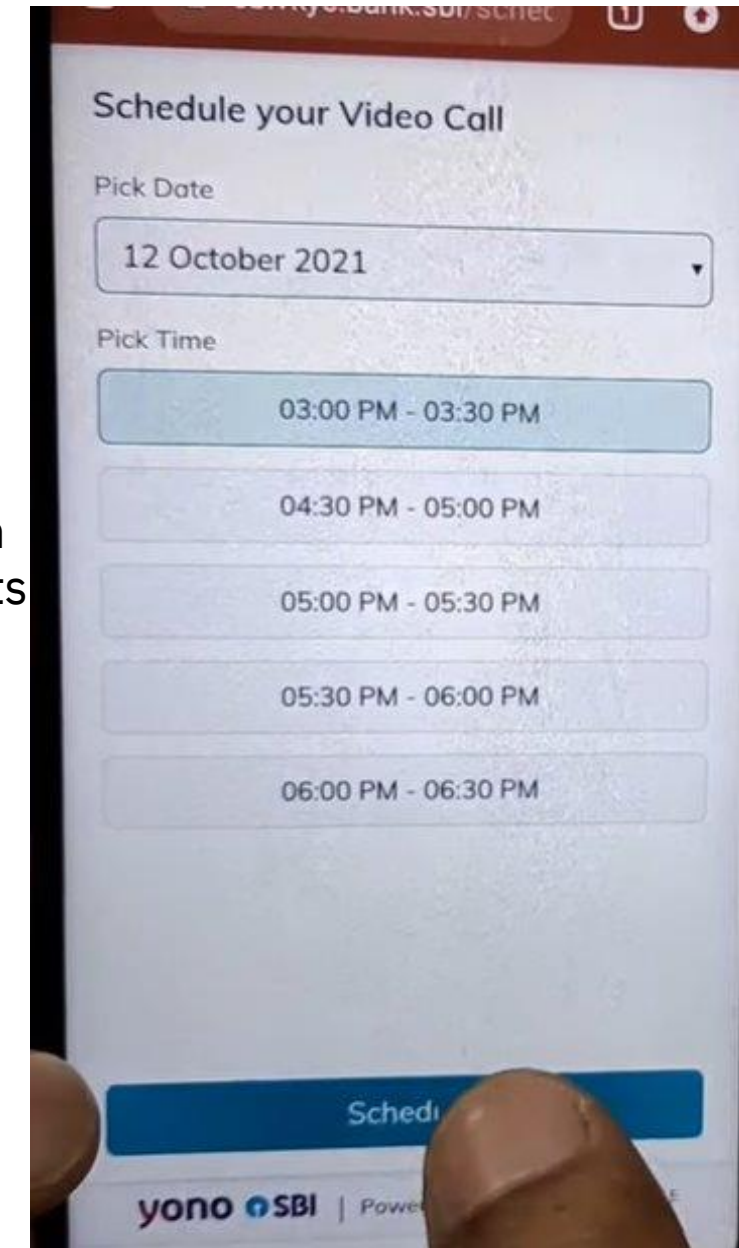 Schedule your Video Call
Pick Date
12 October 2021
Pick Time
03:00 PM - 03:30 PM
04:30 PM - 05:00 PM
05:00 PM - 05:30 PM
05:30 PM - 06:00 PM
06:00 PM - 06:30 PM
yono SBI |